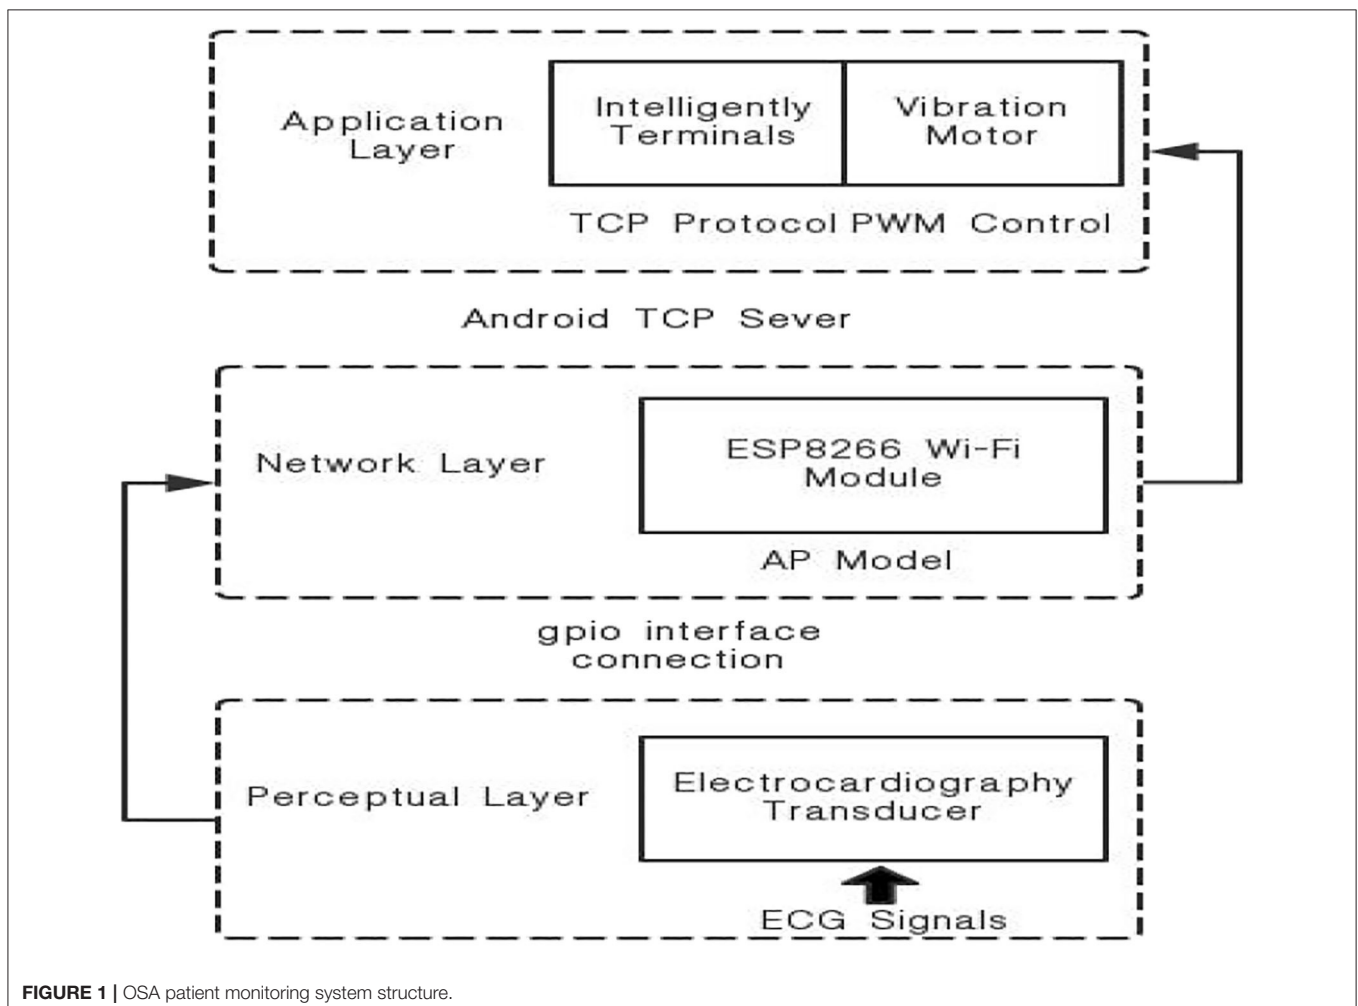 Application
Layer
Intelligently
Terminals
Vibration
Motor
TCP Protocol PWM Control
Android TCP Sever
Network Layer
ESP8266 Wi-Fi
Module
AP Model
gpio interface
connection
Perceptual Layer
Electrocardiography
Transducer
ECG Signals
FIGURE 1 | OSA patient monitoring system structure.